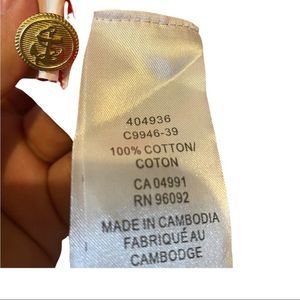 404936
C9946-39
100% COTTON/
COTON
CA 04991
RN 96092
MADE IN CAMBODIA
FABRIQUÉ AU
CAMBODGE